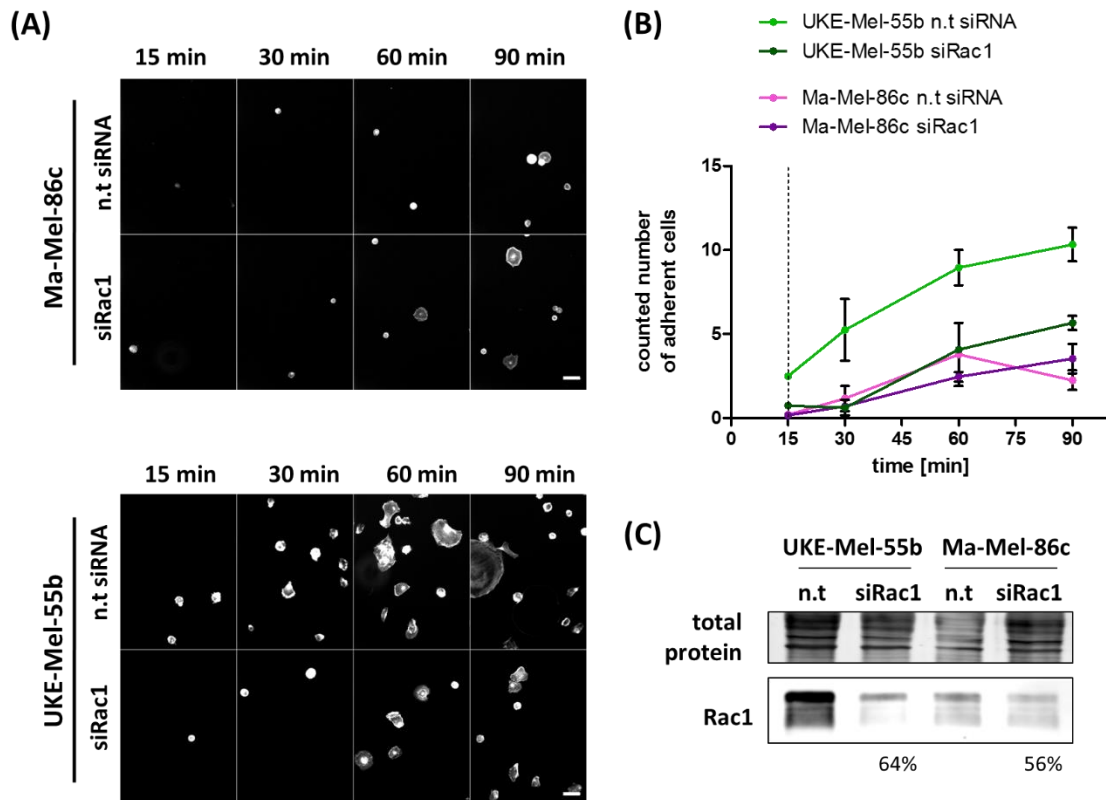 (A)
15 min 30 min 60 min 90 min
Ma-Mel-86c
n.t siRNA
siRac1
15 min 30 min 60 min 90 min
UKE-Mel-55b
n.t siRNA
siRac1
(B)
UKE-Mel-55b n.t siRNA
UKE-Mel-55b siRac1
Ma-Mel-86c n.t siRNA
Ma-Mel-86c siRac1
counted number
of adherent cells
15
10
5
0
0 15 30 45 60 75 90
time [min]
(C)
UKE-Mel-55b Ma-Mel-86c
n.t siRac1 n.t siRac1
total
protein
Rac1
64% 56%